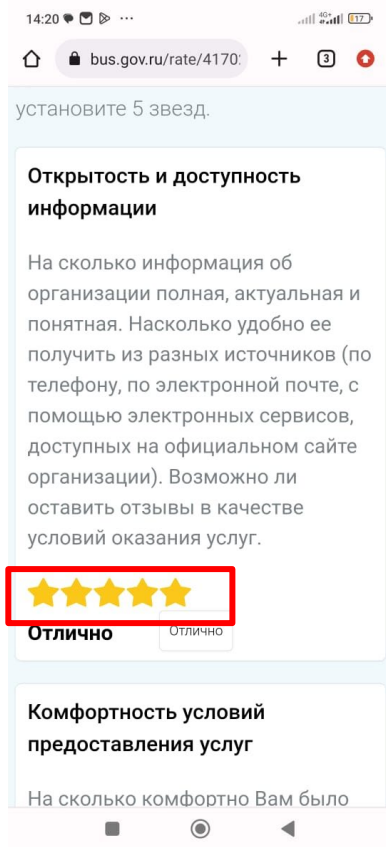 14:20 ... 4G+ 17
bus.gov.ru/rate/4170 3
установите 5 звезд.
Открытость и доступность
информации
На сколько информация об
организации полная, актуальная и
понятная. Насколько удобно ее
получить из разных источников (по
телефону, по электронной почте, с
помощью электронных сервисов,
доступных на официальном сайте
организации). Возможно ли
оставить отзывы в качестве
условий оказания услуг.
Отлично Отлично
Комфортность условий
предоставления услуг
На сколько комфортно Вам было